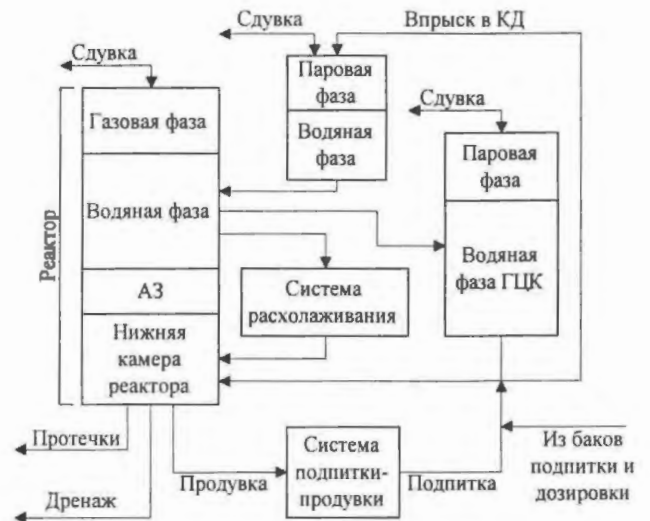 Сдувка
Впрыск в КД
Сдувка
Паровая
фаза
Водяная
фаза
Сдувка
Газовая фаза
Паровая
фаза
Реактор
Водяная фаза
Водяная
фаза ГЦК
АЗ
Система
расхолаживания
Нижняя
камера
реактора
Протечки
Дренаж
Продувка
Система
подпитки-
продувки
Подпитка
Из баков
подпитки и
дозировки